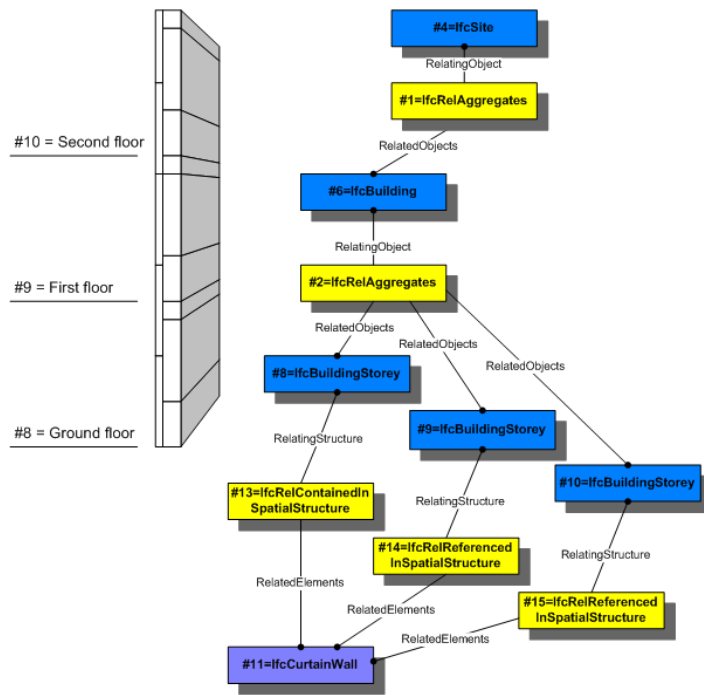 #4=IfcSite
RelatingObject
#1=IfcRelAggregates
#10 = Second floor
RelatedObjects
#6=IfcBuilding
RelatingObject
#9 = First floor
#2=IfcRelAggregates
RelatedObjects
RelatedObjects
RelatedObjects
#8=IfcBuildingStorey
#9=IfcBuildingStorey
#8 = Ground floor
RelatingStructure
#10=IfcBuildingStorey
#13=IfcRelContainedIn
SpatialStructure
RelatingStructure
#14=IfcRelReferenced
InSpatialStructure
RelatingStructure
RelatedElements
#15=IfcRelReferenced
InSpatialStructure
RelatedElements
RelatedElements
#11=IfcCurtainWall